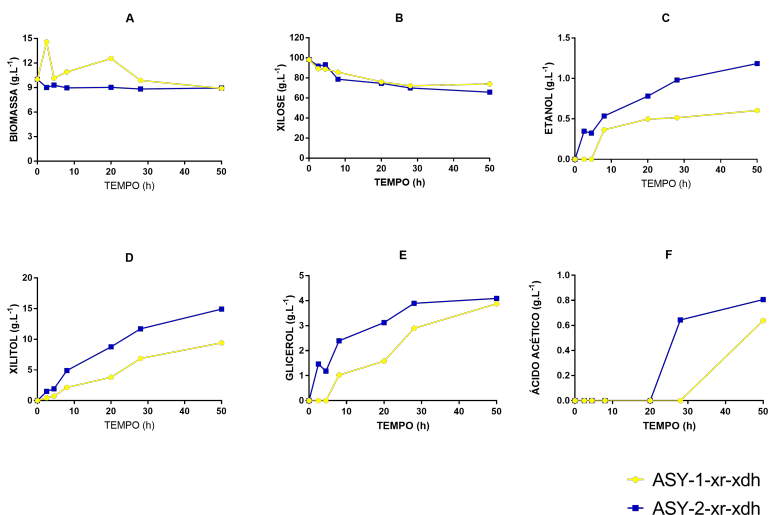 A
B
C
BIOMASSA (g.L⁻¹)
15
12
9
6
3
0
0 10 20 30 40 50
TEMPO (h)
XILOSE (g.L⁻¹)
120
100
80
60
40
20
0
0 10 20 30 40 50
TEMPO (h)
ETANOL (g.L⁻¹)
1.5
1.0
0.5
0.0
0 10 20 30 40 50
TEMPO (h)
D
E
F
XILITOL (g.L⁻¹)
20
15
10
5
0
0 10 20 30 40 50
TEMPO (h)
GLICEROL (g.L⁻¹)
5
4
3
2
1
0
0 10 20 30 40 50
TEMPO (h)
ÁCIDO ACÉTICO (g.L⁻¹)
1.0
0.8
0.6
0.4
0.2
0.0
0 10 20 30 40 50
TEMPO (h)
ASY-1-xr-xdh
ASY-2-xr-xdh